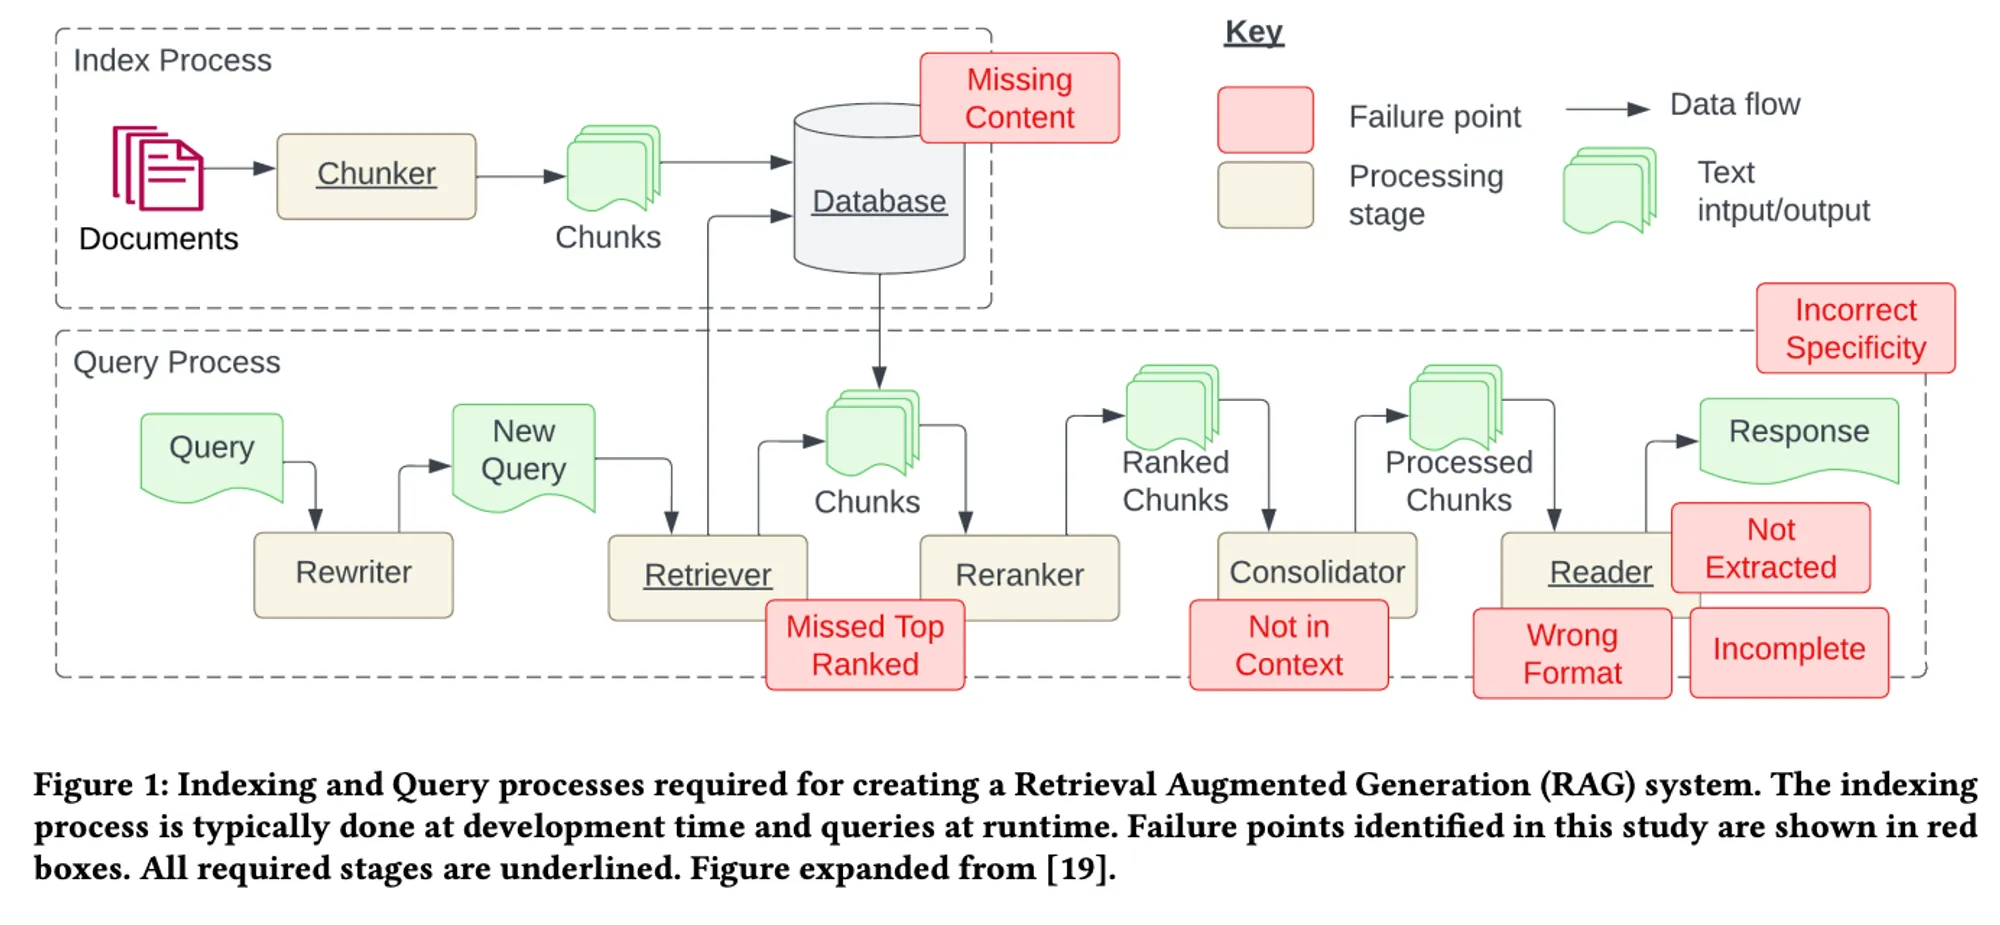 Index Process
Missing
Content
Documents
Chunker
Chunks
Database
Key
Failure point
Data flow
Processing
stage
Text
intput/output
Query Process
Incorrect
Specificity
Query
New
Query
Chunks
Ranked
Chunks
Processed
Chunks
Response
Rewriter
Retriever
Reranker
Consolidator
Reader
Not
Extracted
Missed Top
Ranked
Not in
Context
Wrong
Format
Incomplete
Figure 1: Indexing and Query processes required for creating a Retrieval Augmented Generation (RAG) system. The indexing
process is typically done at development time and queries at runtime. Failure points identified in this study are shown in red
boxes. All required stages are underlined. Figure expanded from [19].